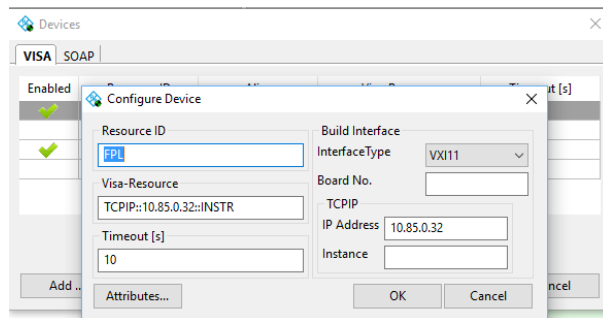 Devices
VISA SOAP
Enabled
Configure Device
Resource ID
FPL
Visa-Resource
TCPIP::10.85.0.32::INSTR
Timeout [s]
10
Attributes...
Build Interface
InterfaceType VXI11
Board No.
TCPIP
IP Address 10.85.0.32
Instance
OK Cancel
Add ..